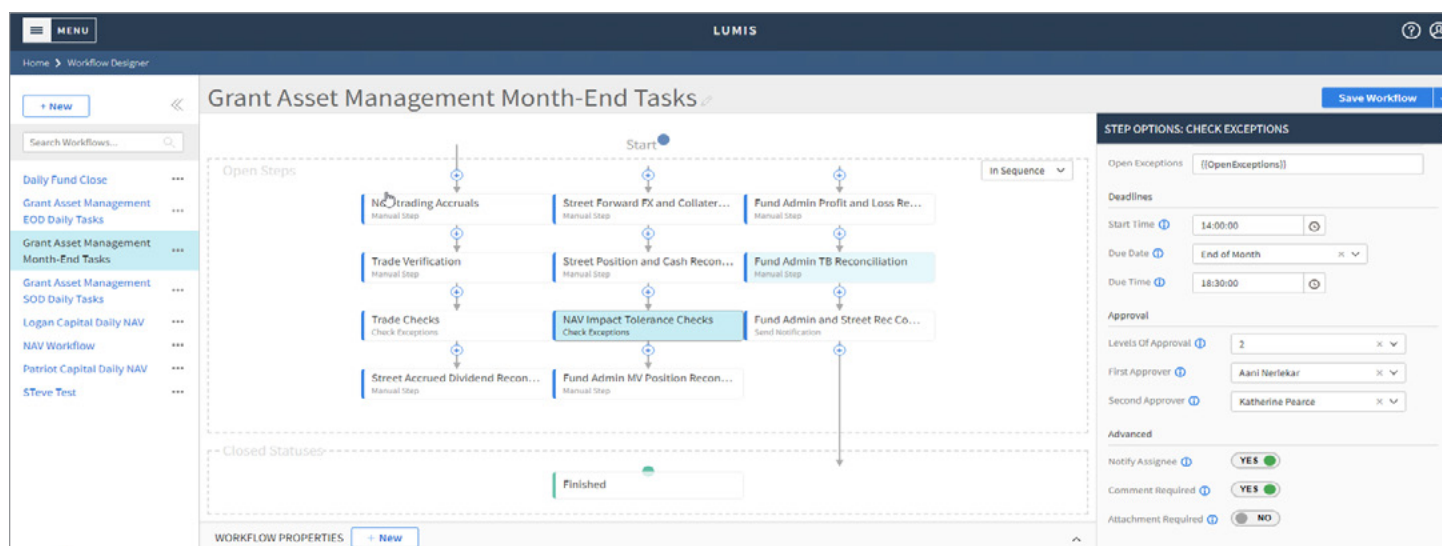 MENU
LUMIS
Home > Workflow Designer
+ New
Search Workflows...
Daily Fund Close
Grant Asset Management
EOD Daily Tasks
Grant Asset Management
Month-End Tasks
Grant Asset Management
SOD Daily Tasks
Logan Capital Daily NAV
NAV Workflow
Patriot Capital Daily NAV
STeve Test
Grant Asset Management Month-End Tasks
Save Workflow
Start
Open Steps
In Sequence
trading Accruals
Manual Step
Street Forward FX and Collater...
Manual Step
Fund Admin Profit and Loss Re...
Manual Step
Trade Verification
Manual Step
Street Position and Cash Recon...
Manual Step
Fund Admin TB Reconciliation
Manual Step
Trade Checks
Check Exceptions
NAV Impact Tolerance Checks
Check Exceptions
Fund Admin and Street Rec Co...
Send Notification
Street Accrued Dividend Recon...
Manual Step
Fund Admin MV Position Recon...
Manual Step
Closed Statuses
Finished
WORKFLOW PROPERTIES + New
STEP OPTIONS: CHECK EXCEPTIONS
Open Exceptions {{OpenExceptions}}
Deadlines
Start Time 14:00:00
Due Date End of Month
Due Time 18:30:00
Approval
Levels Of Approval 2
First Approver Aani Nerlekar
Second Approver Katherine Pearce
Advanced
Notify Assignee YES
Comment Required YES
Attachment Required NO